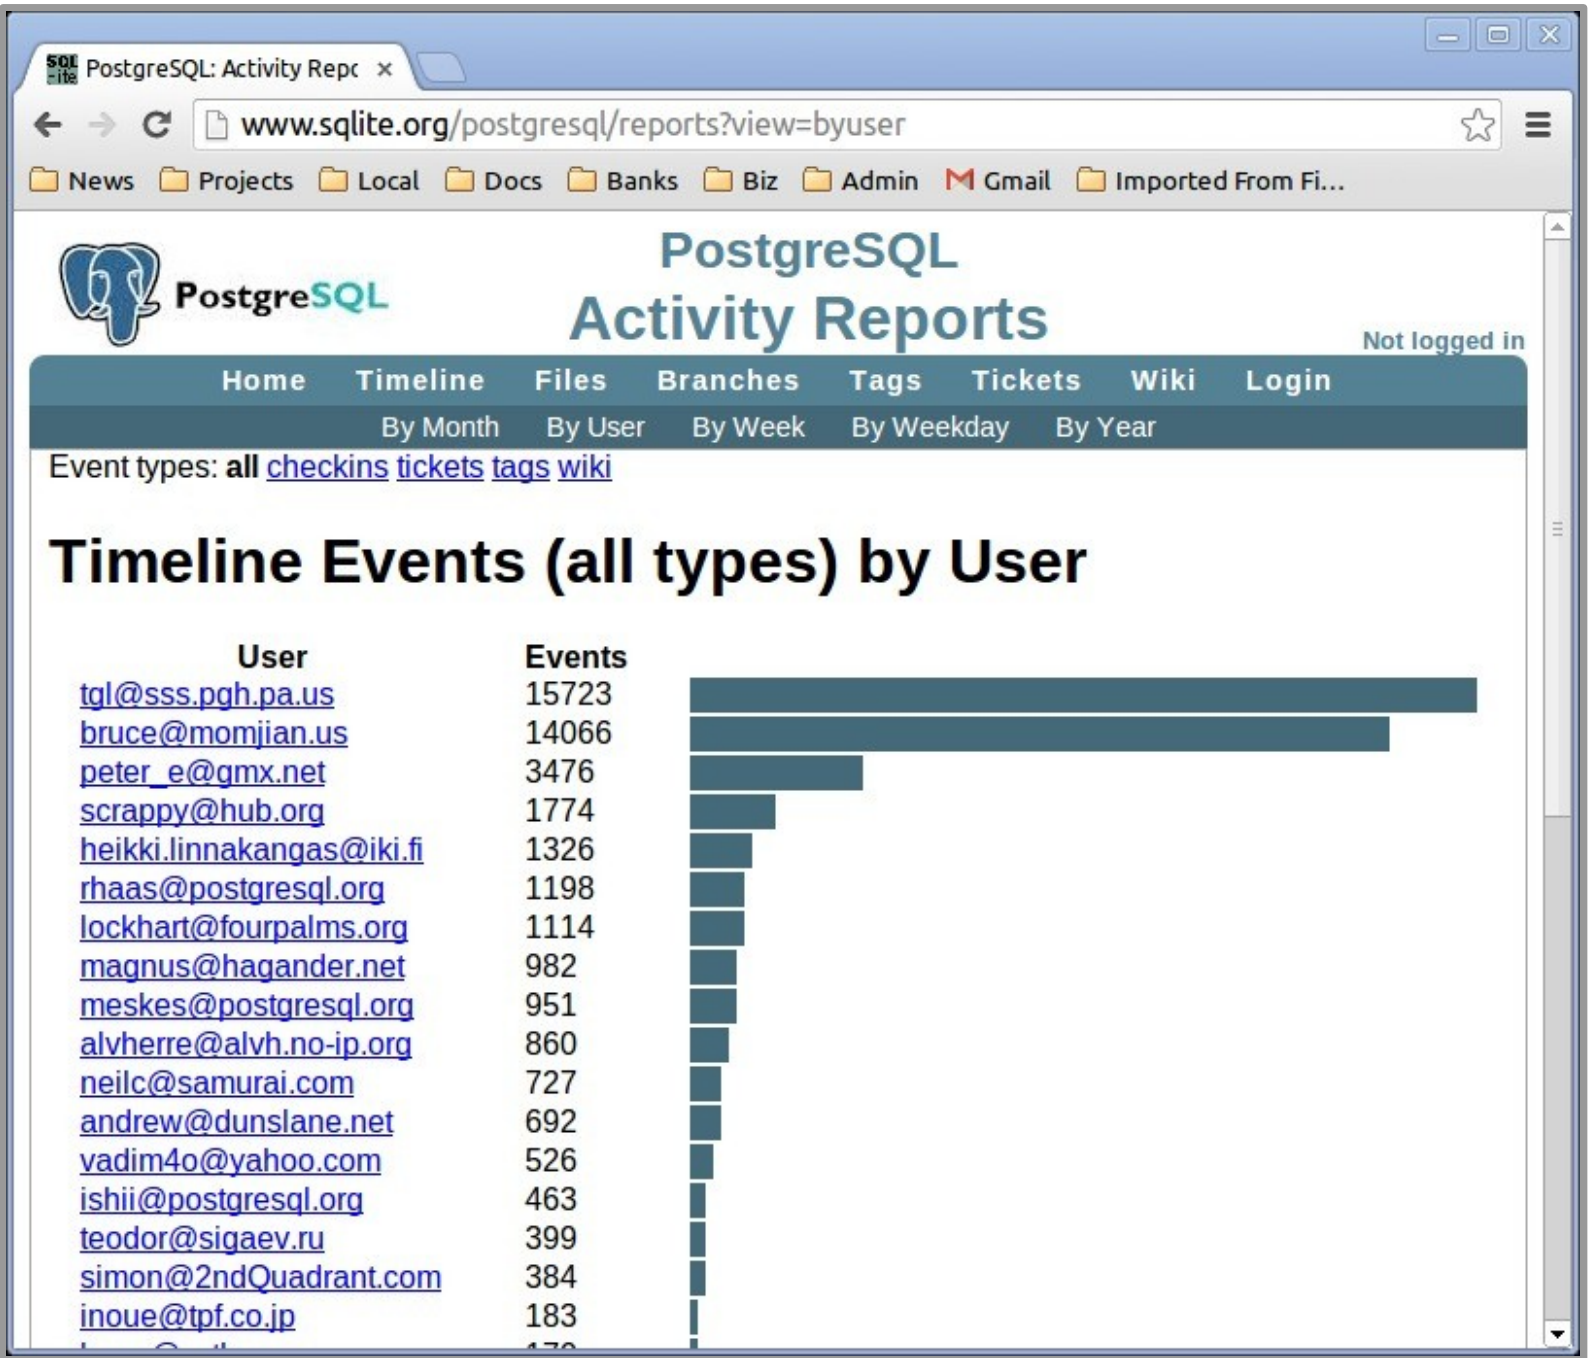 SQL
-ite
PostgreSQL: Activity Repo
www.sqlite.org/postgresql/reports?view=byuser
News Projects Local Docs Banks Biz Admin Gmail Imported From Fi...
PostgreSQL
PostgreSQL
Activity Reports
Not logged in
Home Timeline Files Branches Tags Tickets Wiki Login
By Month By User By Week By Weekday By Year
Event types: all checkins tickets tags wiki
Timeline Events (all types) by User
User Events
tgl@sss.pgh.pa.us 15723
bruce@momjian.us 14066
peter_e@gmx.net 3476
scrappy@hub.org 1774
heikki.linnakangas@iki.fi 1326
rhaas@postgresql.org 1198
lockhart@fourpalms.org 1114
magnus@hagander.net 982
meskes@postgresql.org 951
alvherre@alvh.no-ip.org 860
neilc@samurai.com 727
andrew@dunslane.net 692
vadim4o@yahoo.com 526
ishii@postgresql.org 463
teodor@sigaev.ru 399
simon@2ndQuadrant.com 384
inoue@tpf.co.jp 183